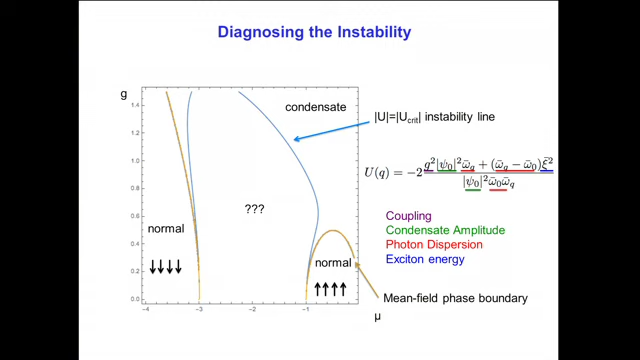 Diagnosing the Instability
g
1.4
1.2
1.0
0.8
0.6
0.4
0.2
0.0
-4
-3
-2
-1
condensate
???
normal
↓↓↓↓
normal
↑↑↑↑
|U|=|U_crit| instability line
U(q) = −2 g²|ψ₀|²ω̄_q + (ω̄_q − ω̄₀)ξ̄² / |ψ₀|²ω̄₀ω̄_q
Coupling
Condensate Amplitude
Photon Dispersion
Exciton energy
Mean-field phase boundary
μ